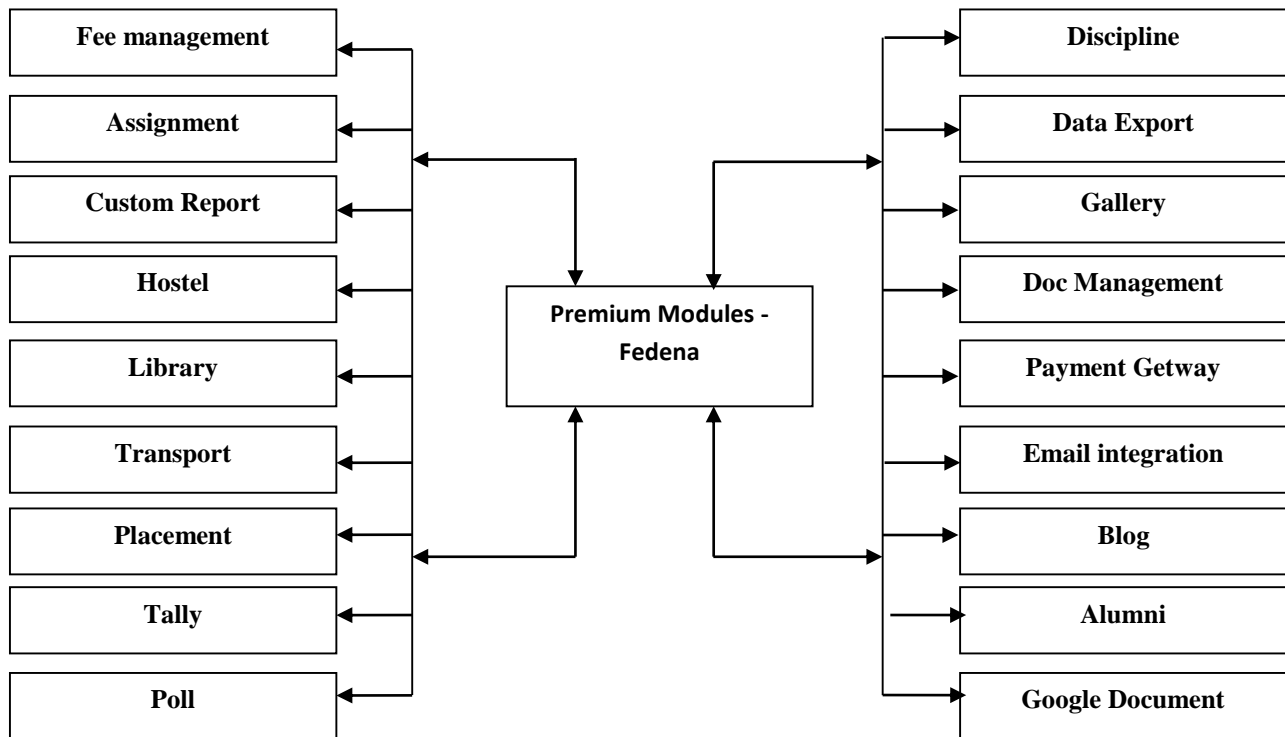 Fee management
Assignment
Custom Report
Hostel
Library
Transport
Placement
Tally
Poll
Premium Modules -
Fedena
Discipline
Data Export
Gallery
Doc Management
Payment Getway
Email integration
Blog
Alumni
Google Document